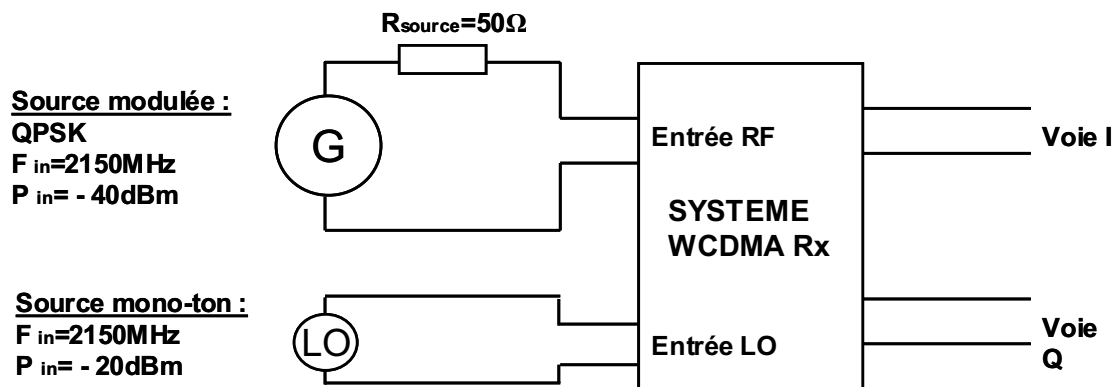 Rsource=50Ω
Source modulée :
QPSK
F in=2150MHz
P in= - 40dBm
G
Entrée RF
Voie I
SYSTEME
WCDMA Rx
Source mono-ton :
F in=2150MHz
P in= - 20dBm
LO
Entrée LO
Voie
Q